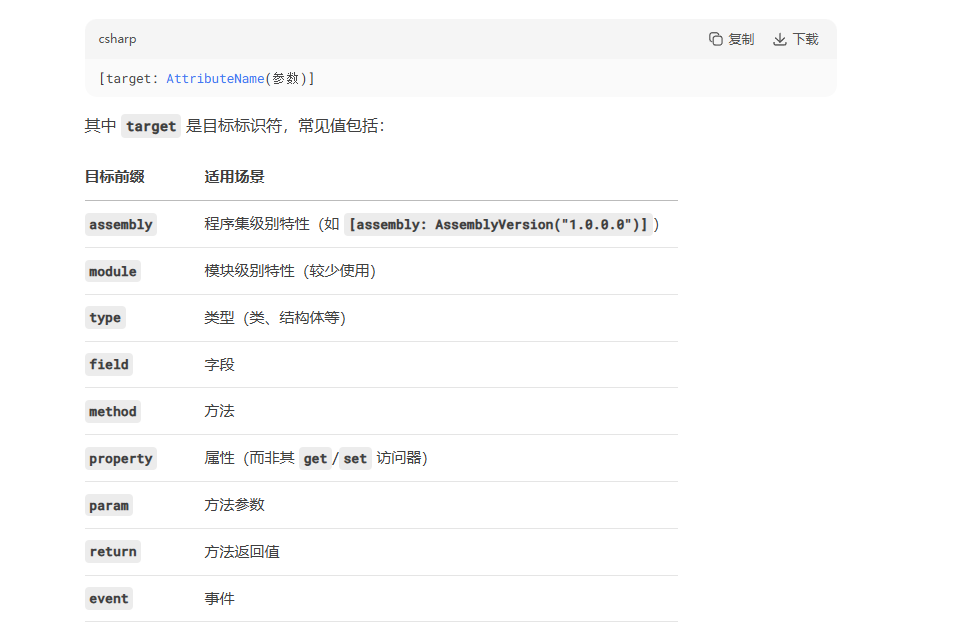 csharp 复制 下载
[target: AttributeName(参数)]
其中 target 是目标标识符，常见值包括：
目标前缀 适用场景
assembly 程序集级别特性（如 [assembly: AssemblyVersion("1.0.0.0")]）
module 模块级别特性（较少使用）
type 类型（类、结构体等）
field 字段
method 方法
property 属性（而非其 get/set 访问器）
param 方法参数
return 方法返回值
event 事件